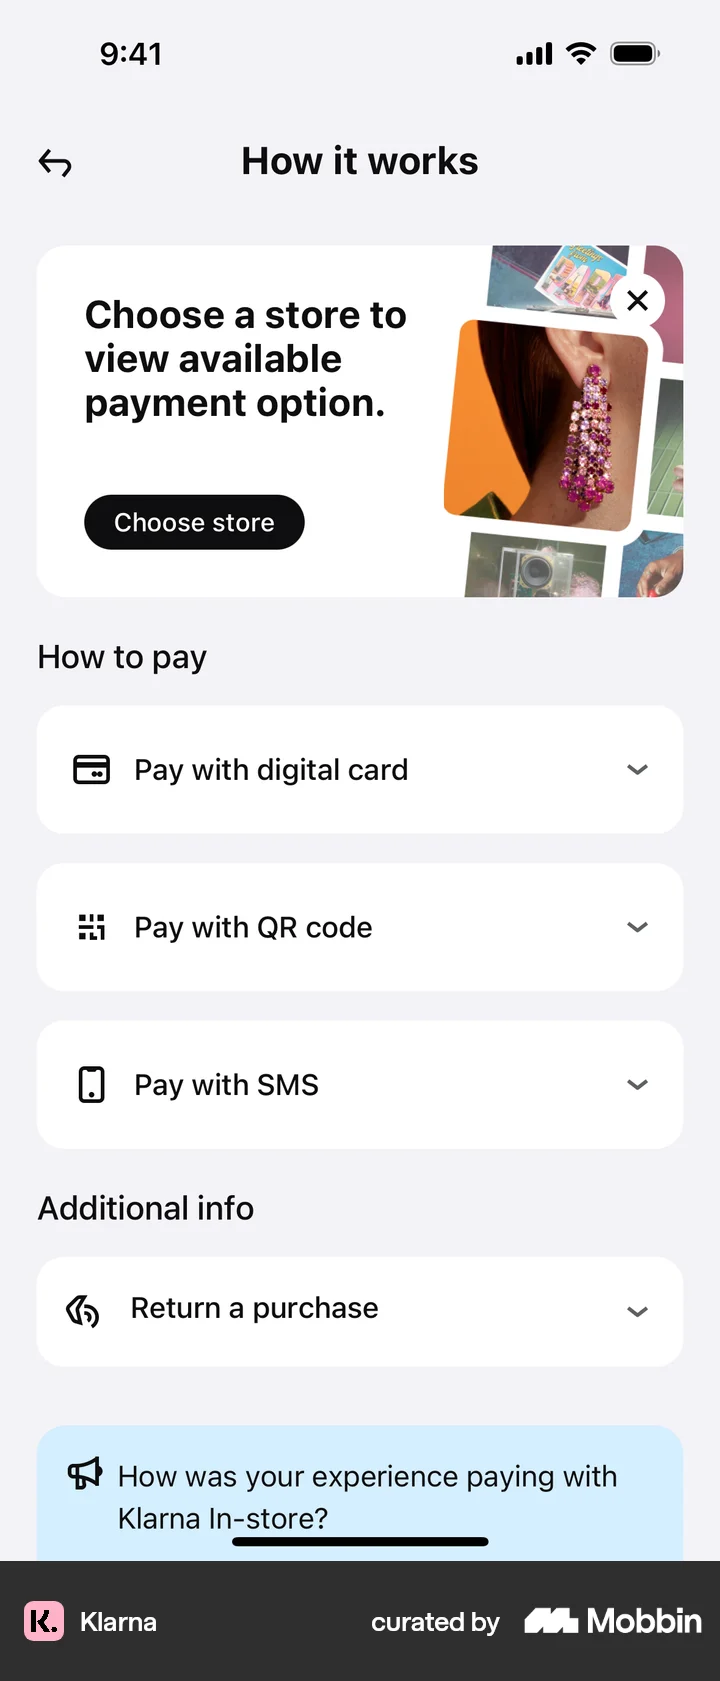 9:41
How it works
Choose a store to
view available
payment option.
Choose store
How to pay
Pay with digital card
Pay with QR code
Pay with SMS
Additional info
Return a purchase
How was your experience paying with
Klarna In-store?
K. Klarna
curated by Mobbin